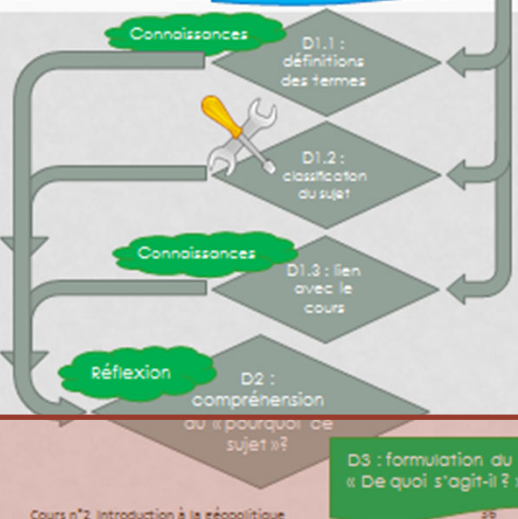 Connaissances
D1.1 :
définitions
des termes
D1.2 :
classification
du sujet
Connaissances
D1.3 : lien
avec le
cours
Réflexion
D2 :
compréhension
du « pourquoi ce
sujet »?
D3 : formulation du
« De quoi s'agit-il ? »
Cours n°2 Introduction à la géopolitique
36